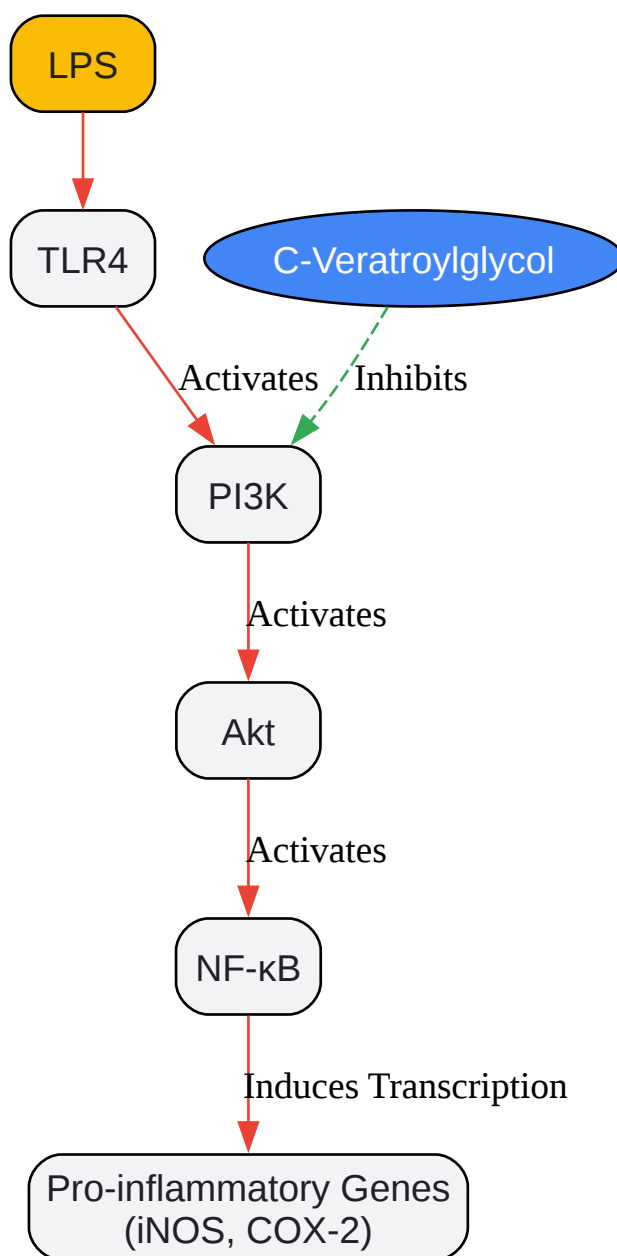 LPS
TLR4
C-Veratroylglycol
Activates
Inhibits
PI3K
Activates
Akt
Activates
NF-κB
Induces Transcription
Pro-inflammatory Genes
(iNOS, COX-2)